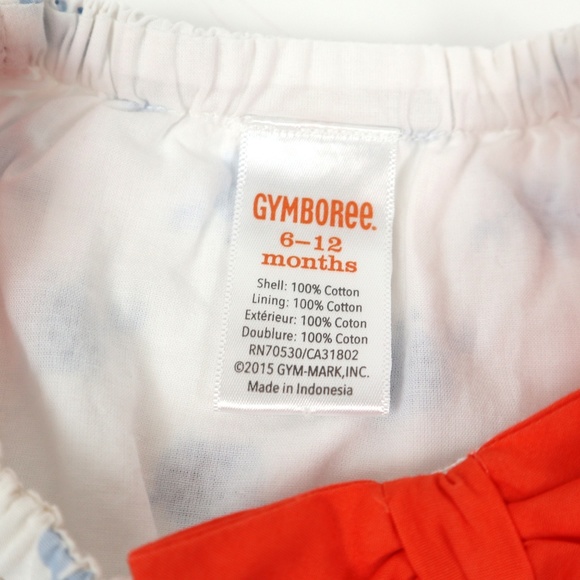 GYMBOREE.
6–12
months
Shell: 100% Cotton
Lining: 100% Cotton
Extérieur: 100% Coton
Doublure: 100% Coton
RN70530/CA31802
©2015 GYM-MARK,INC.
Made in Indonesia